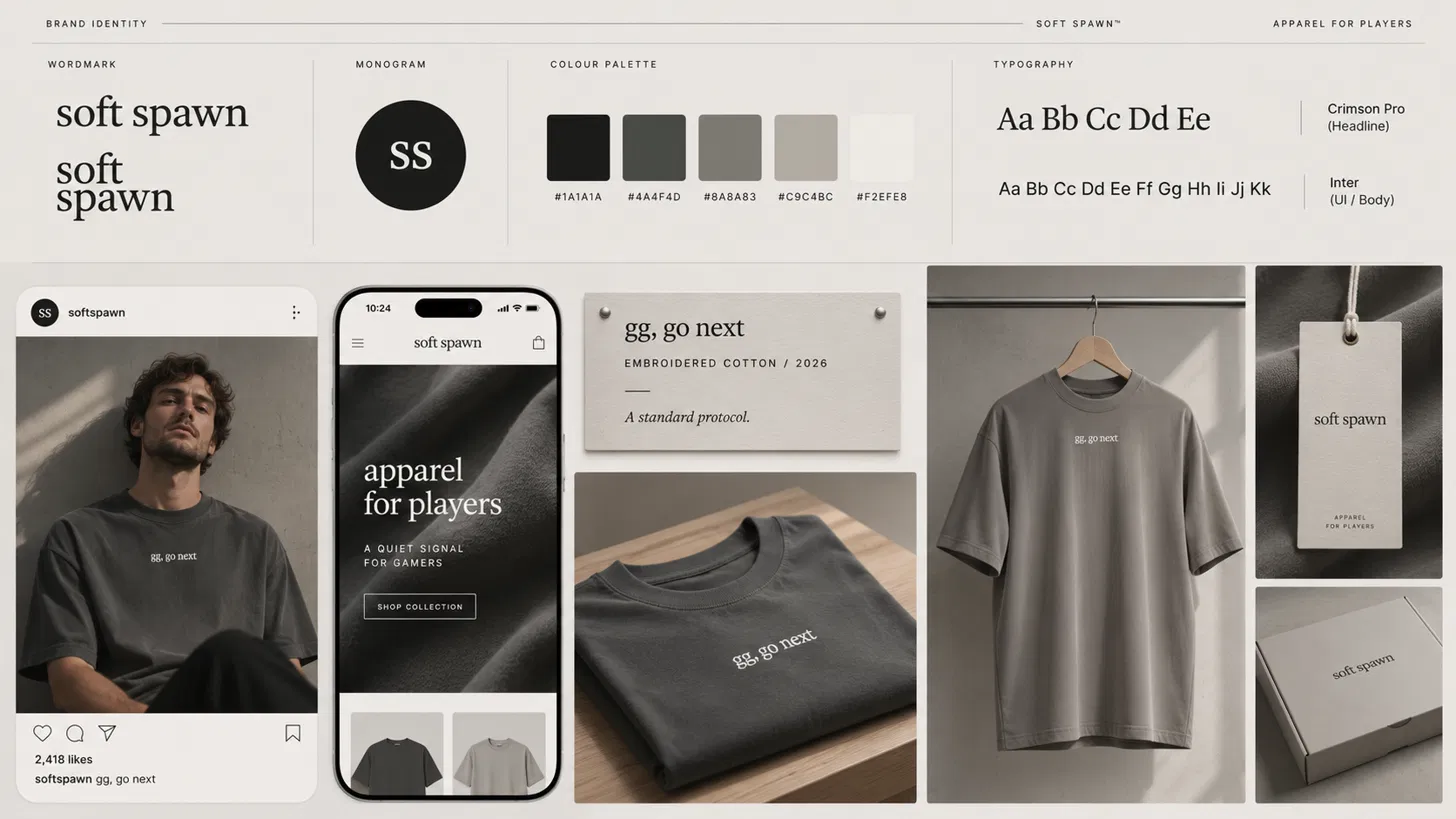 BRAND IDENTITY
SOFT SPAWN™
APPAREL FOR PLAYERS
WORDMARK
soft spawn
soft
spawn
MONOGRAM
ss
COLOUR PALETTE
#1A1A1A
#4A4F4D
#8A8A83
#C9C4BC
#F2EFE8
TYPOGRAPHY
Aa Bb Cc Dd Ee
Crimson Pro
(Headline)
Aa Bb Cc Dd Ee Ff Gg Hh Ii Jj Kk
Inter
(UI / Body)
ss
softspawn
gg, go next
2,418 likes
softspawn gg, go next
10:24
soft spawn
apparel
for players
A QUIET SIGNAL
FOR GAMERS
SHOP COLLECTION
gg, go next
EMBROIDERED COTTON / 2026
A standard protocol.
gg, go next
gg, go next
soft spawn
APPAREL
FOR PLAYERS
soft spawn